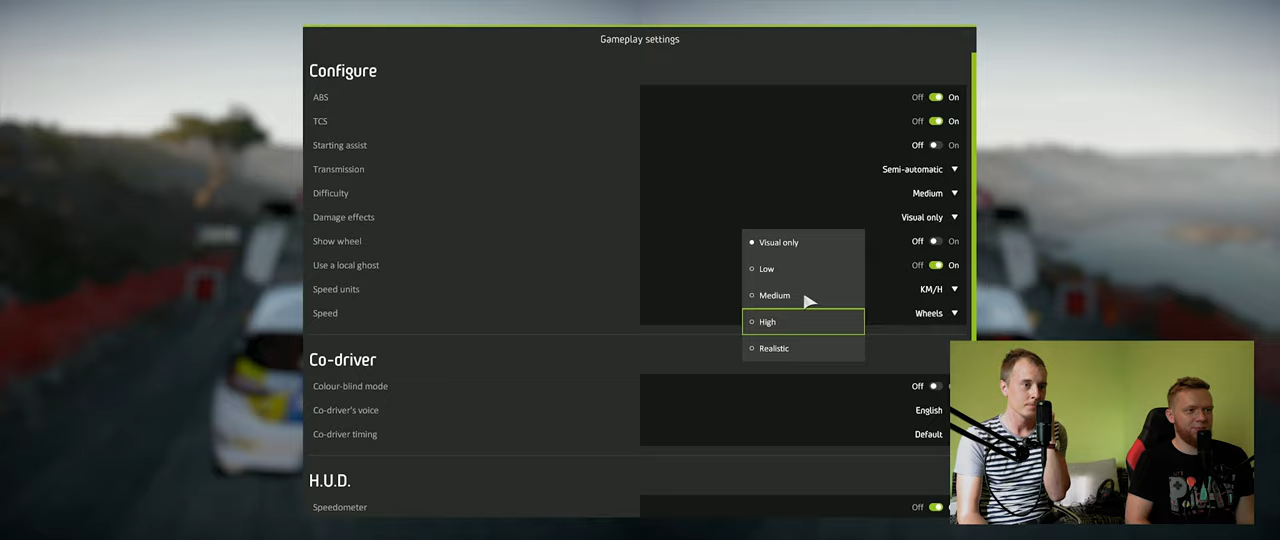 Gameplay settings
Configure
ABS Off On
TCS Off On
Starting assist Off On
Transmission Semi-automatic
Difficulty Medium
Damage effects Visual only
Show wheel Off On
Use a local ghost Off On
Speed units KM/H
Speed Wheels
Visual only
Low
Medium
High
Realistic
Co-driver
Colour-blind mode Off
Co-driver's voice English
Co-driver timing Default
H.U.D.
Speedometer Off